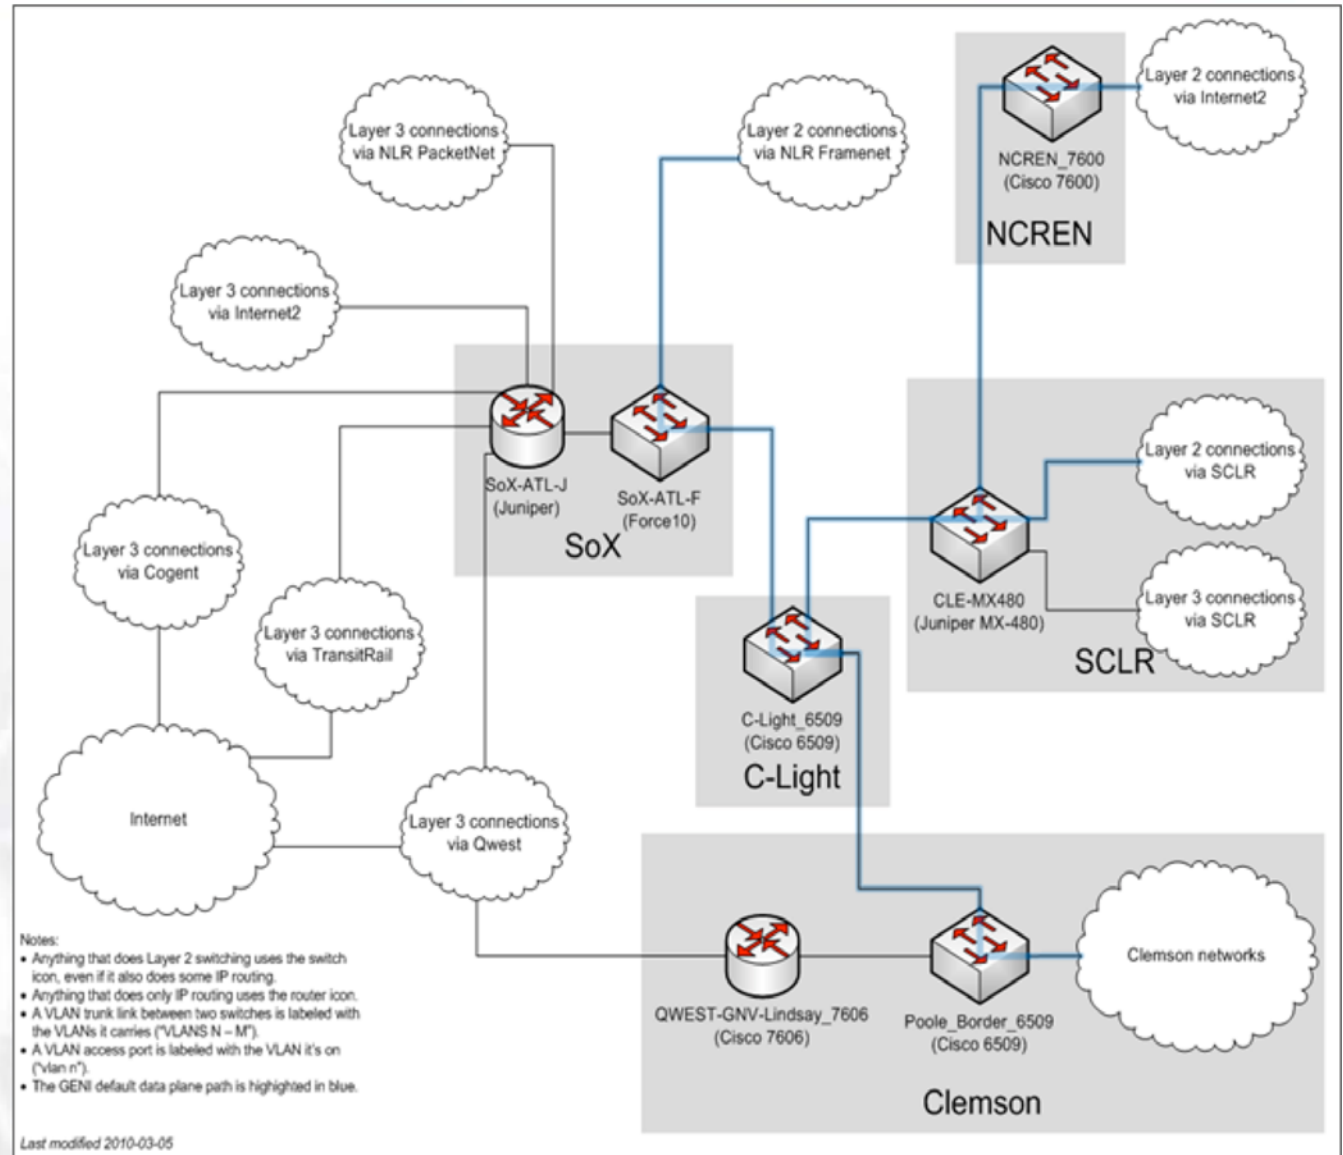 Layer 2 connections
via Internet2
NCREN_7600
(Cisco 7600)
NCREN
Layer 3 connections
via NLR PacketNet
Layer 2 connections
via NLR Framenet
Layer 3 connections
via Internet2
SoX-ATL-J
(Juniper)
SoX-ATL-F
(Force10)
SoX
Layer 2 connections
via SCLR
CLE-MX480
(Juniper MX-480)
Layer 3 connections
via SCLR
SCLR
Layer 3 connections
via Cogent
Layer 3 connections
via TransitRail
C-Light_6509
(Cisco 6509)
C-Light
Internet
Layer 3 connections
via Qwest
QWEST-GNV-Lindsay_7606
(Cisco 7606)
Poole_Border_6509
(Cisco 6509)
Clemson networks
Clemson
Notes:
• Anything that does Layer 2 switching uses the switch
icon, even if it also does some IP routing.
• Anything that does only IP routing uses the router icon.
• A VLAN trunk link between two switches is labeled with
the VLANs it carries ("VLANS N – M").
• A VLAN access port is labeled with the VLAN it's on
("vlan n").
• The GENI default data plane path is highlighted in blue.
Last modified 2010-03-05